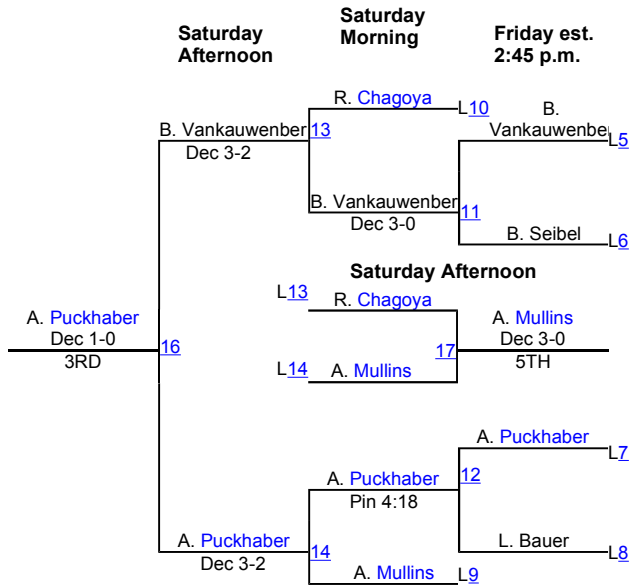 Saturday
Afternoon
Saturday
Morning
Friday est.
2:45 p.m.
R. Chagoya
L10
B.
Vankauwenbe
L5
B. Vankauwenber
13
Dec 3-2
B. Vankauwenber
11
Dec 3-0
B. Seibel
L6
Saturday Afternoon
L13
R. Chagoya
A. Puckhaber
Dec 1-0
16
3RD
17
A. Mullins
Dec 3-0
5TH
L14
A. Mullins
A. Puckhaber
L7
A. Puckhaber
12
Pin 4:18
A. Puckhaber
14
Dec 3-2
L. Bauer
L8
A. Mullins
L9